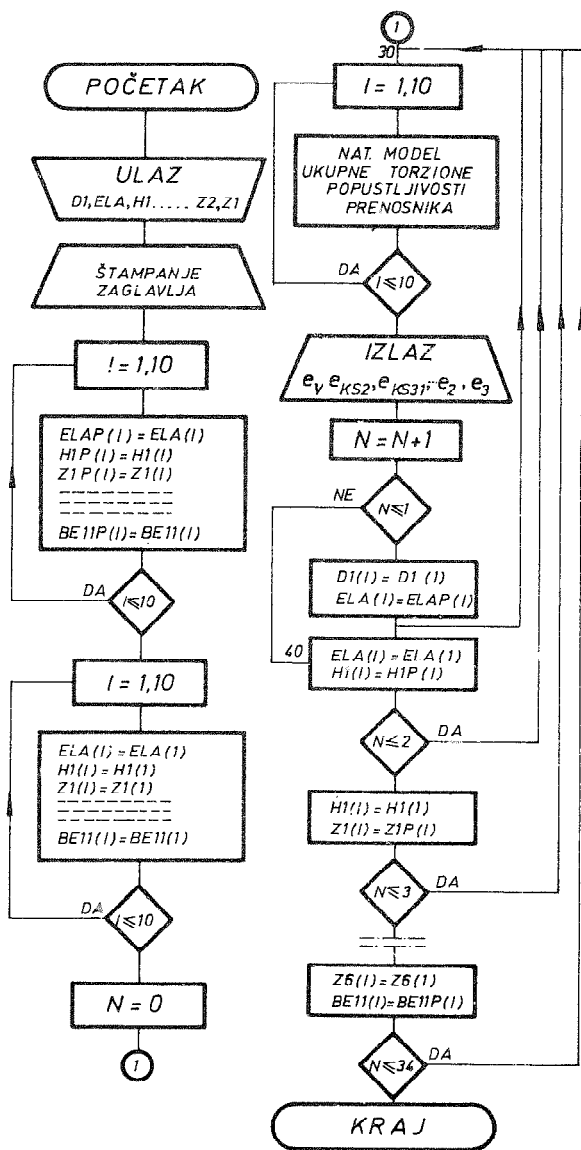 POČETAK
ULAZ
D1,ELA,H1.....Z2,Z1
ŠTAMPANJE
ZAGLAVLJA
I = 1,10
ELAP(I)=ELA(I)
H1P(I)=H1(I)
Z1P(I)=Z1(I)
BE11P(I)=BE11(I)
DA
I≤10
I = 1,10
ELA(I)=ELA(1)
H1(I)=H1(1)
Z1(I)=Z1(1)
BE11(I)=BE11(1)
DA
I≤10
N = 0
1
1
30
I = 1,10
NAT. MODEL
UKUPNE TORZIONE
POPUSTLJIVOSTI
PRENOSNIKA
DA
I≤10
IZLAZ
eV, eKS2, eKS31, ... e2, e3
N = N+1
NE
N≤1
D1(I)= D1(1)
ELA(I)=ELAP(I)
40
ELA(I)=ELA(1)
H1(I)=H1P(I)
N≤2
DA
H1(I)=H1(1)
Z1(I)=Z1P(I)
N≤3
DA
Z6(I)=Z6(1)
BE11(I)=BE11P(I)
N≤34
DA
KRAJ